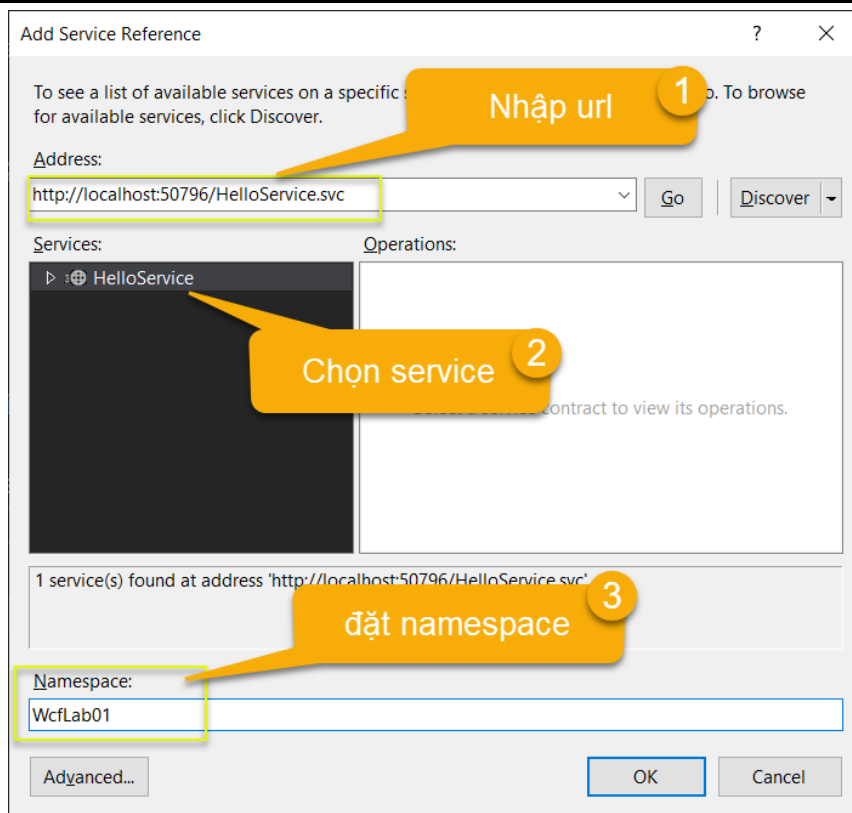 Add Service Reference
?
To see a list of available services on a specific
o. To browse
for available services, click Discover.
Nhập url
1
Address:
http://localhost:50796/HelloService.svc
Go
Discover
Services:
Operations:
HelloService
Chọn service
2
contract to view its operations.
1 service(s) found at address 'http://localhost:50796/HelloService.svc'
đặt namespace
3
Namespace:
WcfLab01
Advanced...
OK
Cancel